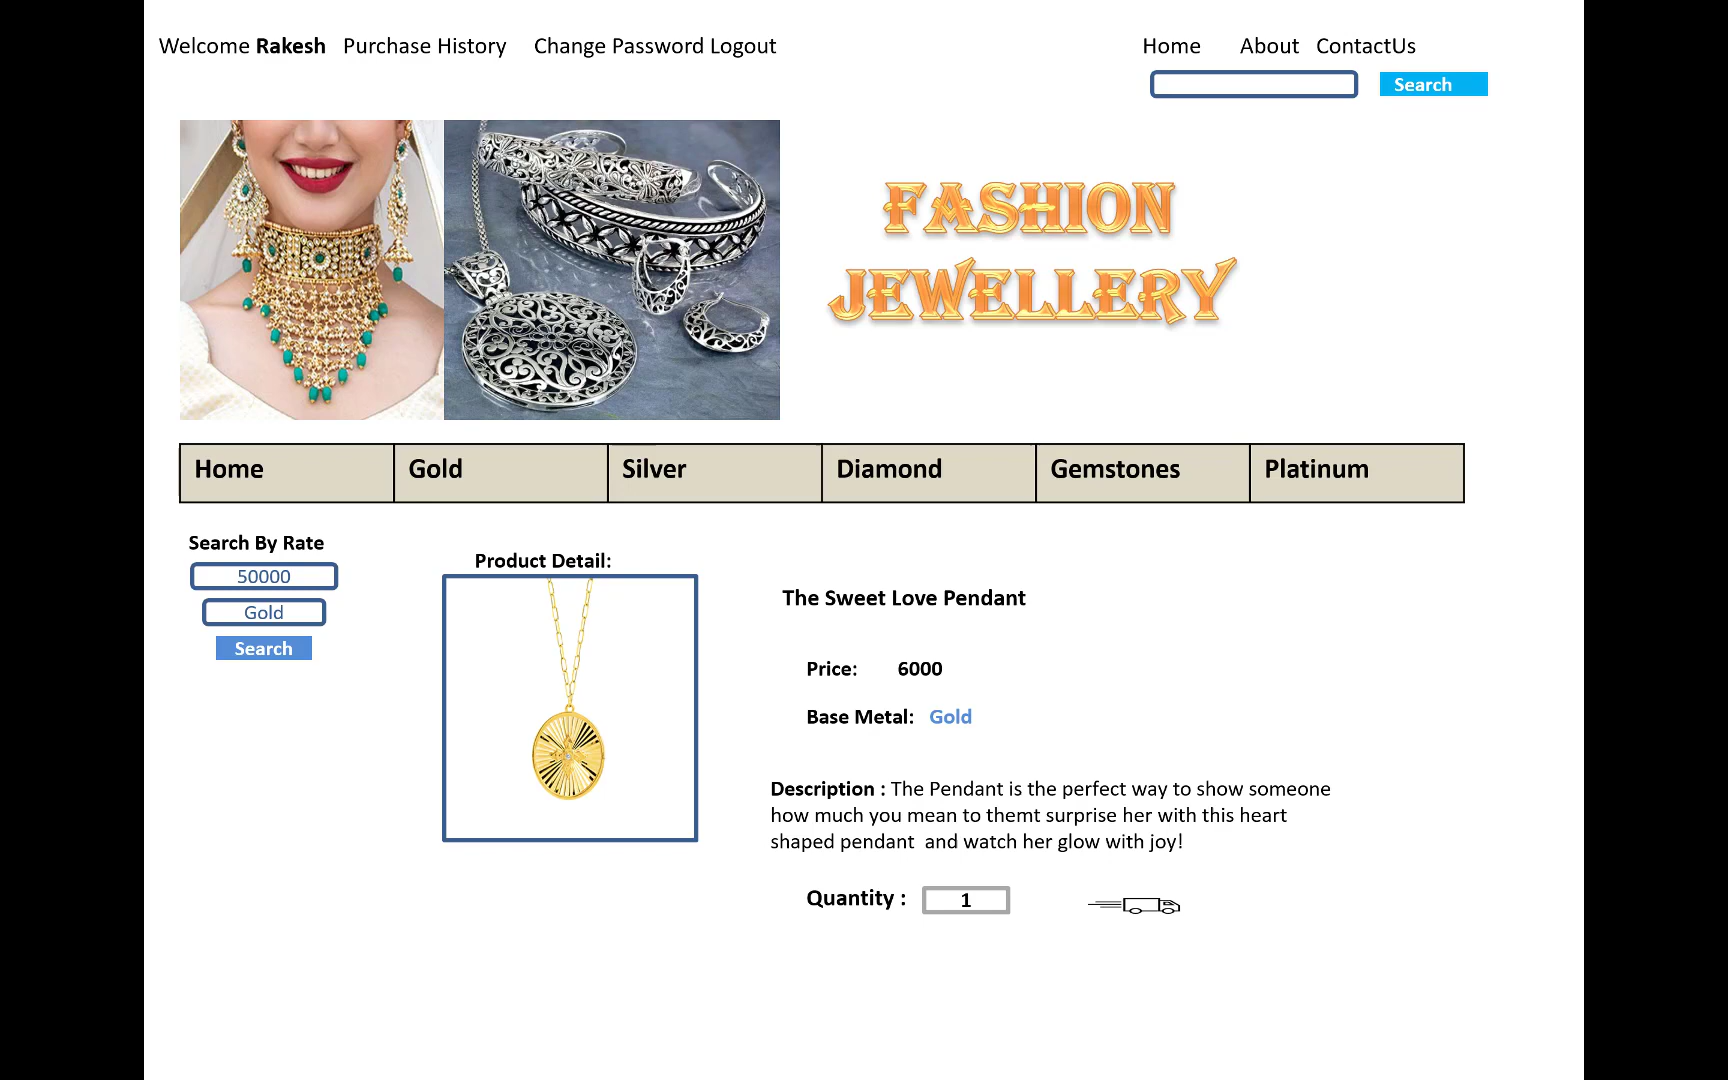 Welcome Rakesh Purchase History Change Password Logout
Home About ContactUs
Search
FASHION
JEWELLERY
Home Gold Silver Diamond Gemstones Platinum
Search By Rate
50000
Gold
Search
Product Detail:
The Sweet Love Pendant
Price: 6000
Base Metal: Gold
Description : The Pendant is the perfect way to show someone
how much you mean to themt surprise her with this heart
shaped pendant and watch her glow with joy!
Quantity : 1